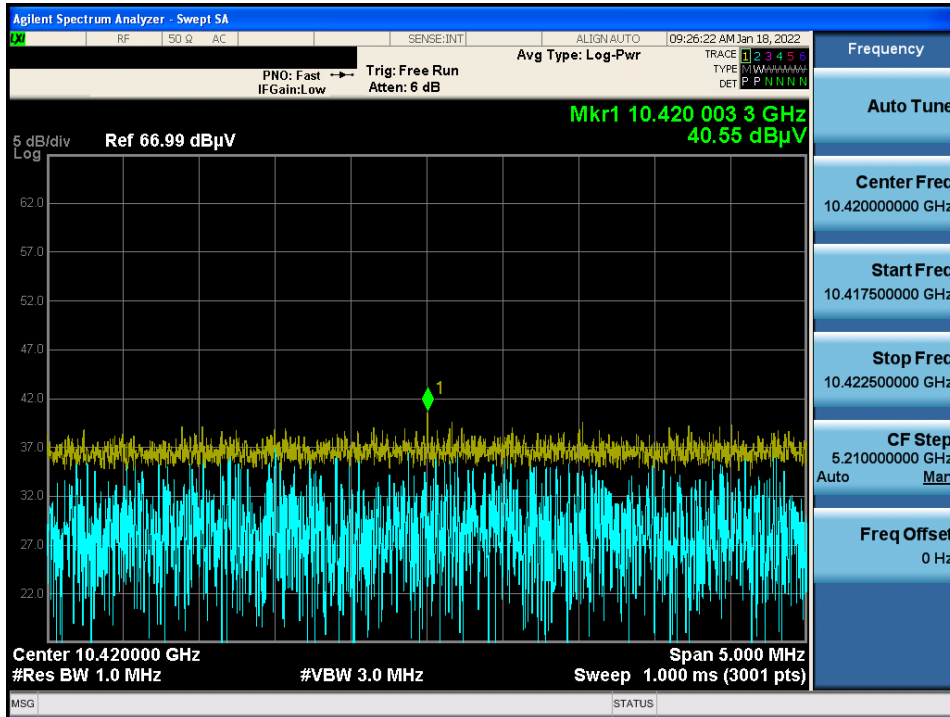 Agilent Spectrum Analyzer - Swept SA
LXI RF 50 Ω AC SENSE:INT ALIGN AUTO 09:26:22 AM Jan 18, 2022
Frequency
Avg Type: Log-Pwr TRACE 1 2 3 4 5 6
PNO: Fast Trig: Free Run TYPE M WWWWW
IFGain:Low Atten: 6 dB DET P P N N N N
Auto Tune
Mkr1 10.420 003 3 GHz
5 dB/div Ref 66.99 dBµV 40.55 dBµV
Log
Center Freq
10.420000000 GHz
62.0
57.0
Start Freq
10.417500000 GHz
52.0
47.0
Stop Freq
10.422500000 GHz
1
42.0
37.0
CF Step
5.210000000 GHz
Auto Man
32.0
27.0
Freq Offset
0 Hz
22.0
Center 10.420000 GHz Span 5.000 MHz
#Res BW 1.0 MHz #VBW 3.0 MHz Sweep 1.000 ms (3001 pts)
MSG STATUS